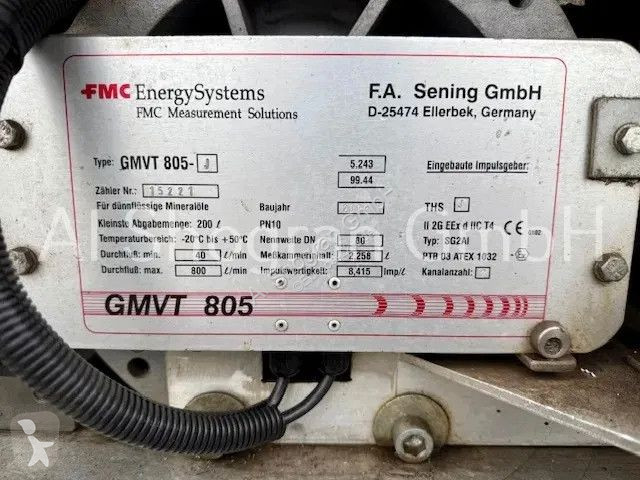 FMC EnergySystems
FMC Measurement Solutions
F.A. Sening GmbH
D-25474 Ellerbek, Germany
Type: GMVT 805- J
5.243
99.44
Eingebaute Impulsgeber:
Zähler Nr.: 15221
Für dünnflüssige Mineralöle
Baujahr
THS
Kleinste Abgabemenge: 200 ℓ
PN10
II 2G EEx d IIC T4
CE 0102
Temperaturbereich: -20°C bis +50°C
Nennweite DN 80
Typ: SG2AI
Durchfluß: min. 40 ℓ/min
Meßkammerinhalt: 2,258 ℓ
PTB 03 ATEX 1032
Durchfluß: max. 800 ℓ/min
Impulswertigkeit: 8,415 Imp/ℓ
Kanalanzahl:
GMVT 805